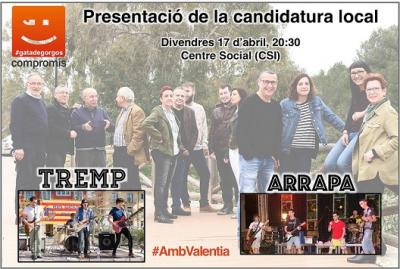 Presentació de la candidatura local
Divendres 17 d'abril, 20:30
Centre Social (CSI)
#gatadegorgos
compromís
TREMP
ARRAPA
#AmbValentia